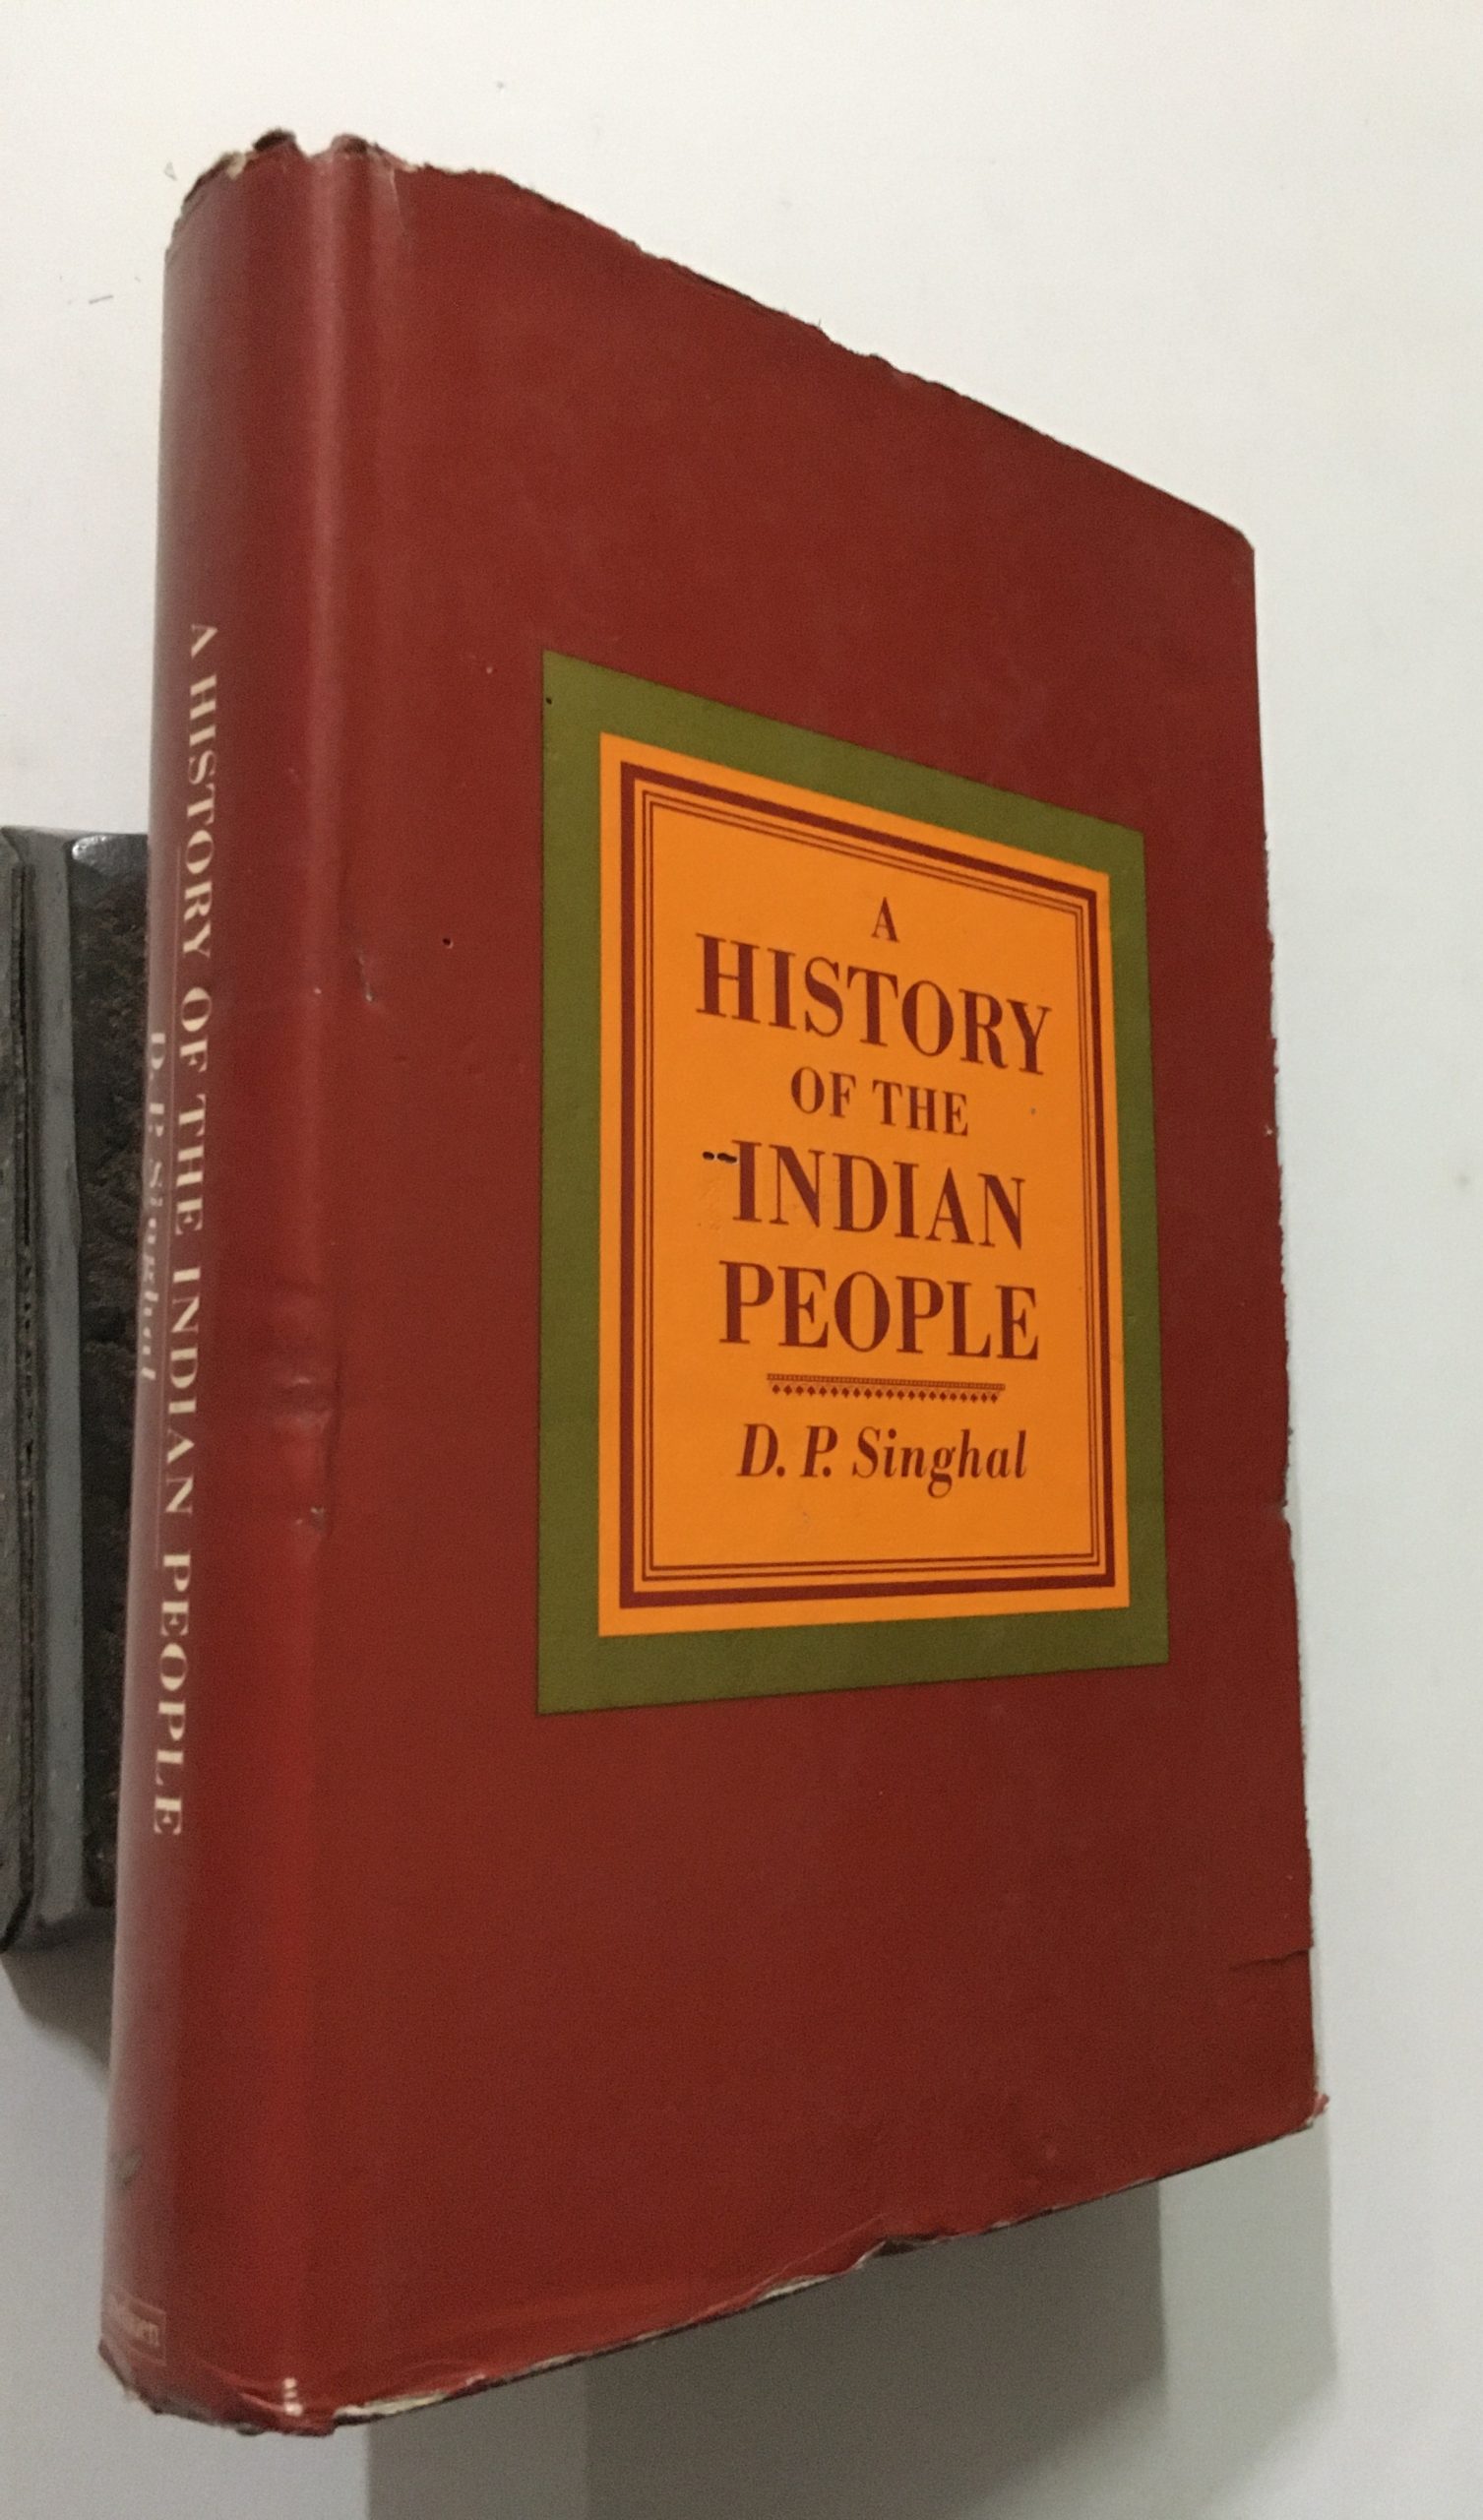 A HISTORY OF THE INDIAN PEOPLE
D. P. Singhal
A
HISTORY
OF THE
INDIAN
PEOPLE
D. P. Singhal